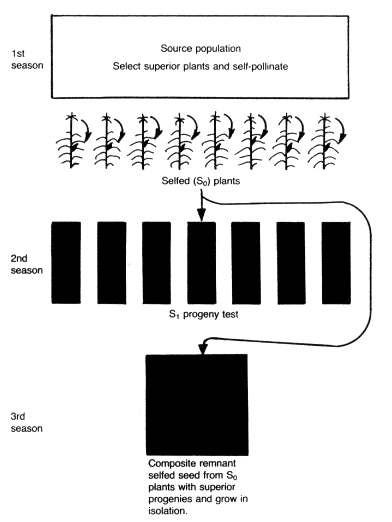 1st
season
Source population
Select superior plants and self-pollinate
Selfed (S₀) plants
2nd
season
S₁ progeny test
3rd
season
Composite remnant
selfed seed from S₀
plants with superior
progenies and grow in
isolation.